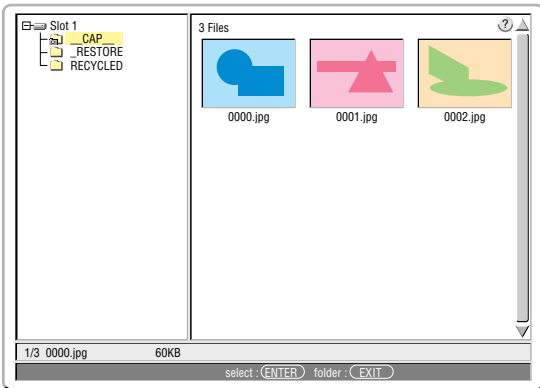 Slot 1
__CAP__
_RESTORE
RECYCLED
3 Files
?
0000.jpg 0001.jpg 0002.jpg
1/3 0000.jpg 60KB
select : ENTER folder : EXIT